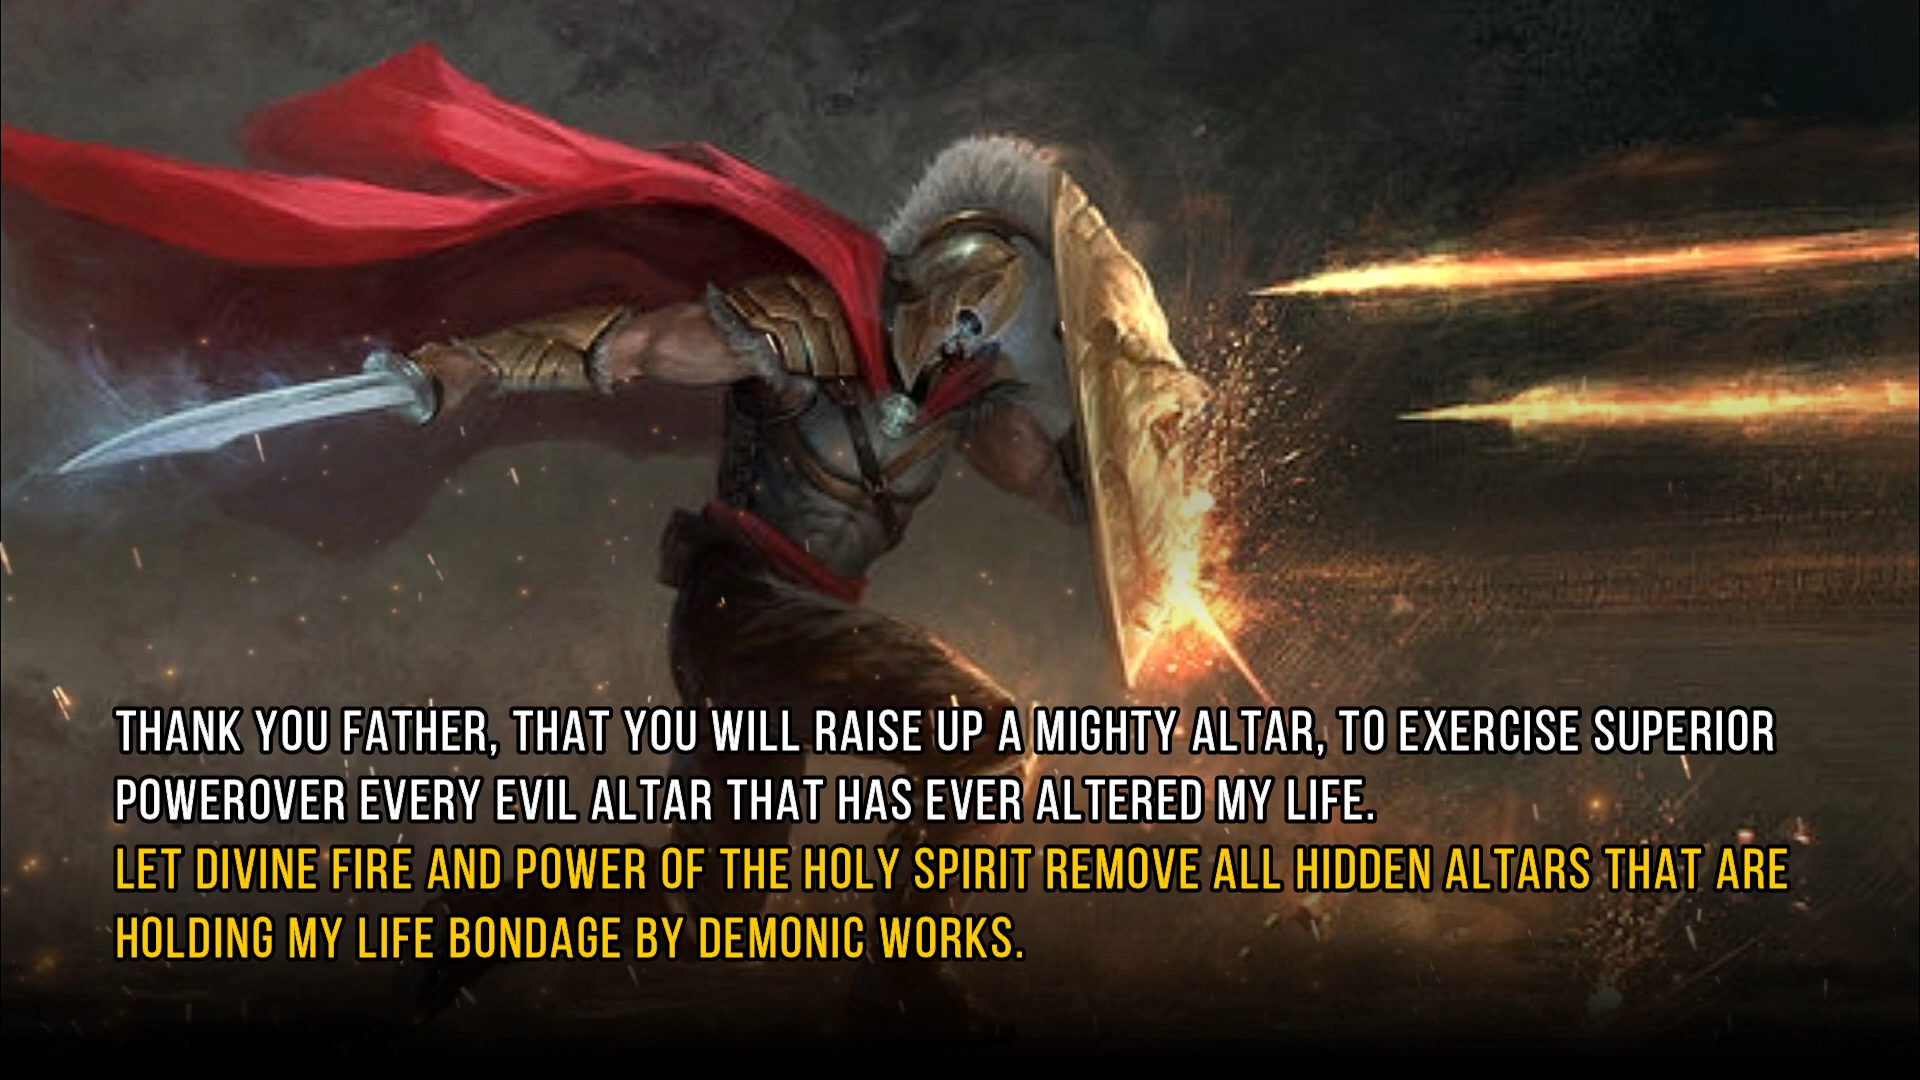 THANK YOU FATHER, THAT YOU WILL RAISE UP A MIGHTY ALTAR, TO EXERCISE SUPERIOR
POWEROVER EVERY EVIL ALTAR THAT HAS EVER ALTERED MY LIFE.
LET DIVINE FIRE AND POWER OF THE HOLY SPIRIT REMOVE ALL HIDDEN ALTARS THAT ARE
HOLDING MY LIFE BONDAGE BY DEMONIC WORKS.